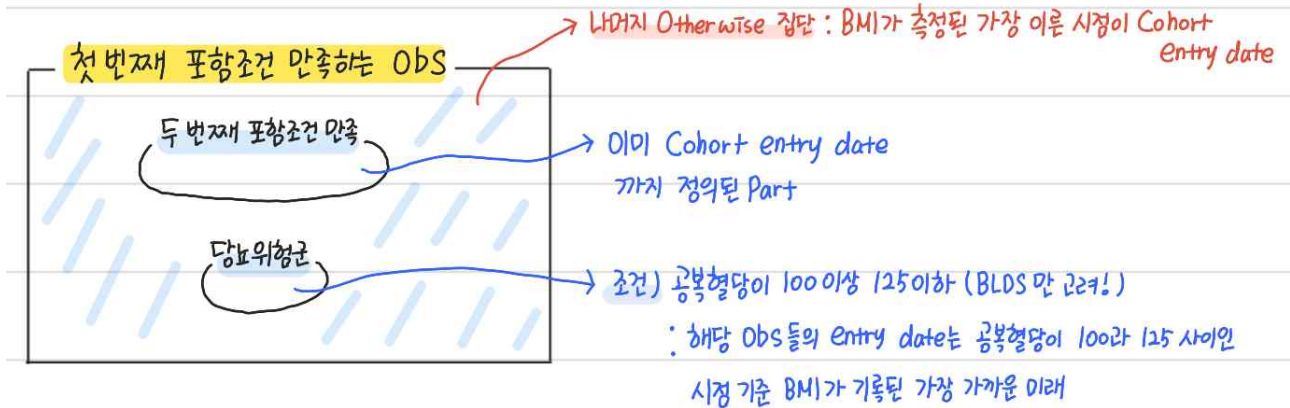 나머지 Otherwise 집단 : BMI가 측정된 가장 이른 시점이 Cohort
entry date
첫 번째 포함조건 만족하는 Obs
두 번째 포함조건 만족
이미 Cohort entry date
까지 정의된 Part
당뇨위험군
조건) 공복혈당이 100 이상 125이하 (BLDS 만 고려!)
: 해당 Obs들의 entry date는 공복혈당이 100과 125 사이인
시점 기준 BMI가 기록된 가장 가까운 미래